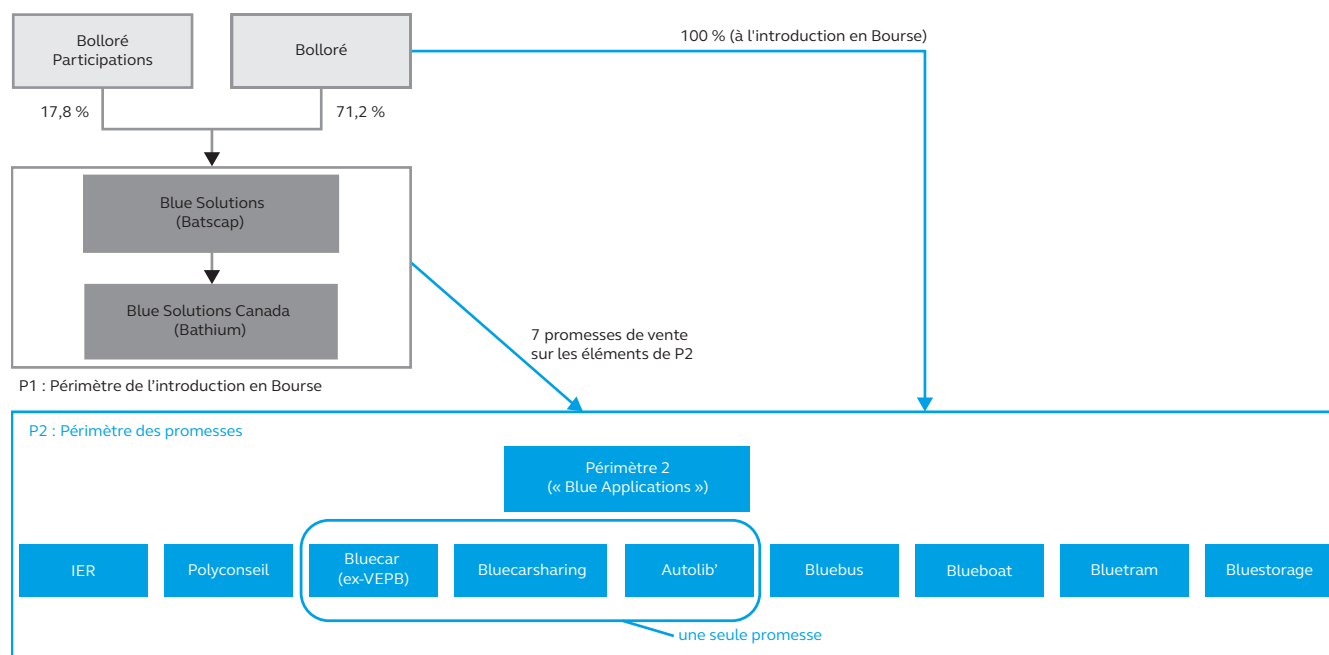 Bolloré
Participations
Bolloré
100 % (à l'introduction en Bourse)
17,8 %
71,2 %
Blue Solutions
(Batscap)
Blue Solutions Canada
(Bathium)
7 promesses de vente
sur les éléments de P2
P1 : Périmètre de l’introduction en Bourse
P2 : Périmètre des promesses
Périmètre 2
(« Blue Applications »)
IER
Polyconseil
Bluecar
(ex-VEPB)
Bluecarsharing
Autolib’
Bluebus
Blueboat
Bluetram
Bluestorage
une seule promesse